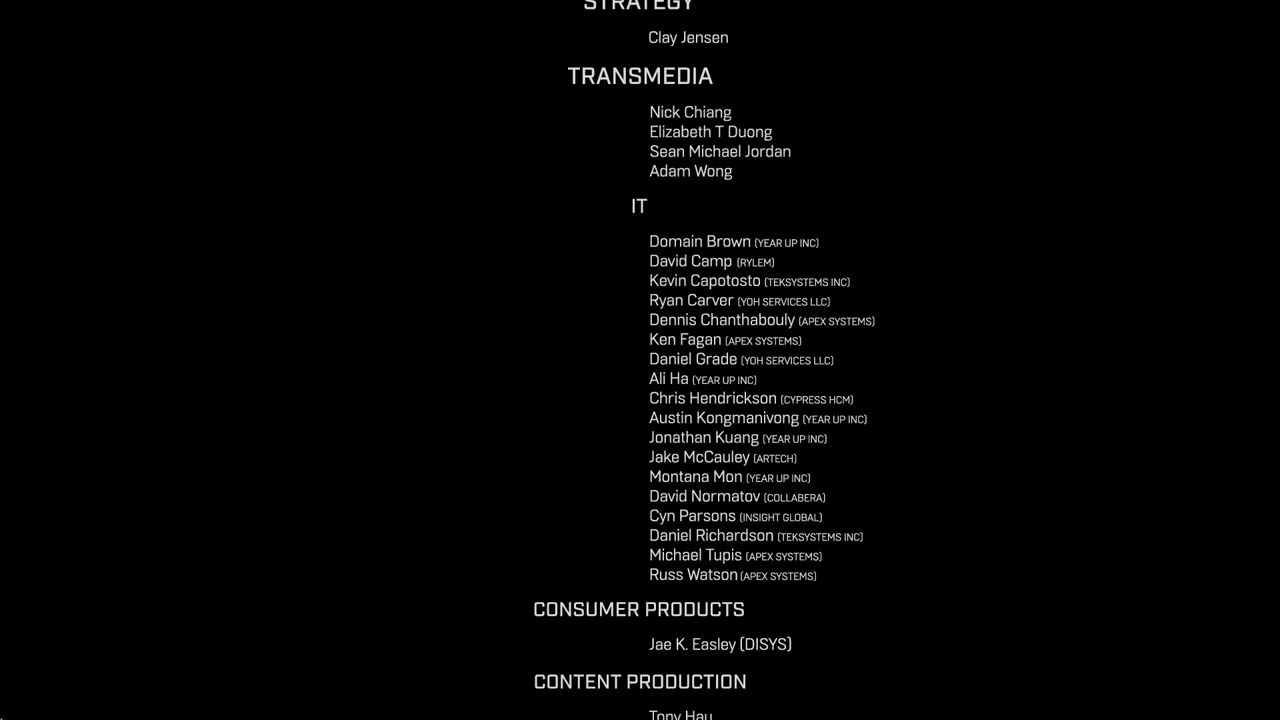 STRATEGY
Clay Jensen
TRANSMEDIA
Nick Chiang
Elizabeth T Duong
Sean Michael Jordan
Adam Wong
IT
Domain Brown (YEAR UP INC)
David Camp (RYLEM)
Kevin Capotosto (TEKSYSTEMS INC)
Ryan Carver (YOH SERVICES LLC)
Dennis Chanthabouly (APEX SYSTEMS)
Ken Fagan (APEX SYSTEMS)
Daniel Grade (YOH SERVICES LLC)
Ali Ha (YEAR UP INC)
Chris Hendrickson (CYPRESS HCM)
Austin Kongmanivong (YEAR UP INC)
Jonathan Kuang (YEAR UP INC)
Jake McCauley (ARTECH)
Montana Mon (YEAR UP INC)
David Normatov (COLLABERA)
Cyn Parsons (INSIGHT GLOBAL)
Daniel Richardson (TEKSYSTEMS INC)
Michael Tupis (APEX SYSTEMS)
Russ Watson (APEX SYSTEMS)
CONSUMER PRODUCTS
Jae K. Easley (DISYS)
CONTENT PRODUCTION
Tony Hau